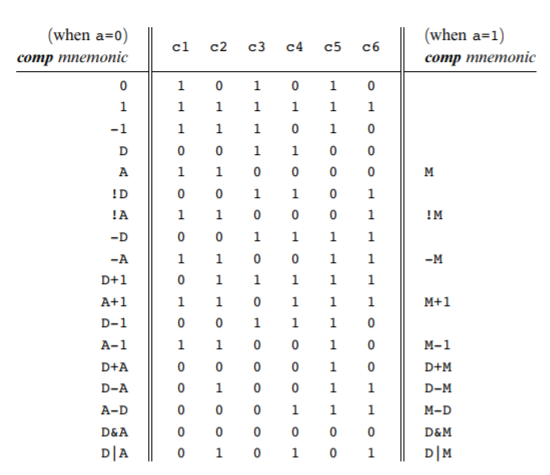 (when a=0) (when a=1)
comp mnemonic c1 c2 c3 c4 c5 c6 comp mnemonic
0 1 0 1 0 1 0
1 1 1 1 1 1 1
-1 1 1 1 0 1 0
D 0 0 1 1 0 0
A 1 1 0 0 0 0 M
!D 0 0 1 1 0 1
!A 1 1 0 0 0 1 !M
-D 0 0 1 1 1 1
-A 1 1 0 0 1 1 -M
D+1 0 1 1 1 1 1
A+1 1 1 0 1 1 1 M+1
D-1 0 0 1 1 1 0
A-1 1 1 0 0 1 0 M-1
D+A 0 0 0 0 1 0 D+M
D-A 0 1 0 0 1 1 D-M
A-D 0 0 0 1 1 1 M-D
D&A 0 0 0 0 0 0 D&M
D|A 0 1 0 1 0 1 D|M